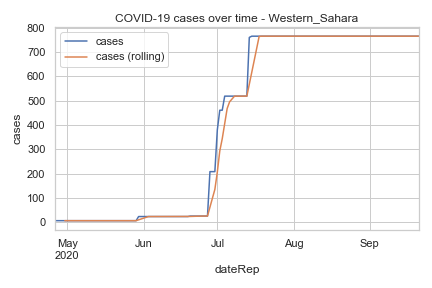 COVID-19 cases over time - Western_Sahara
cases
cases (rolling)
800
700
600
500
400
300
200
100
0
cases
May
2020
Jun
Jul
Aug
Sep
dateRep